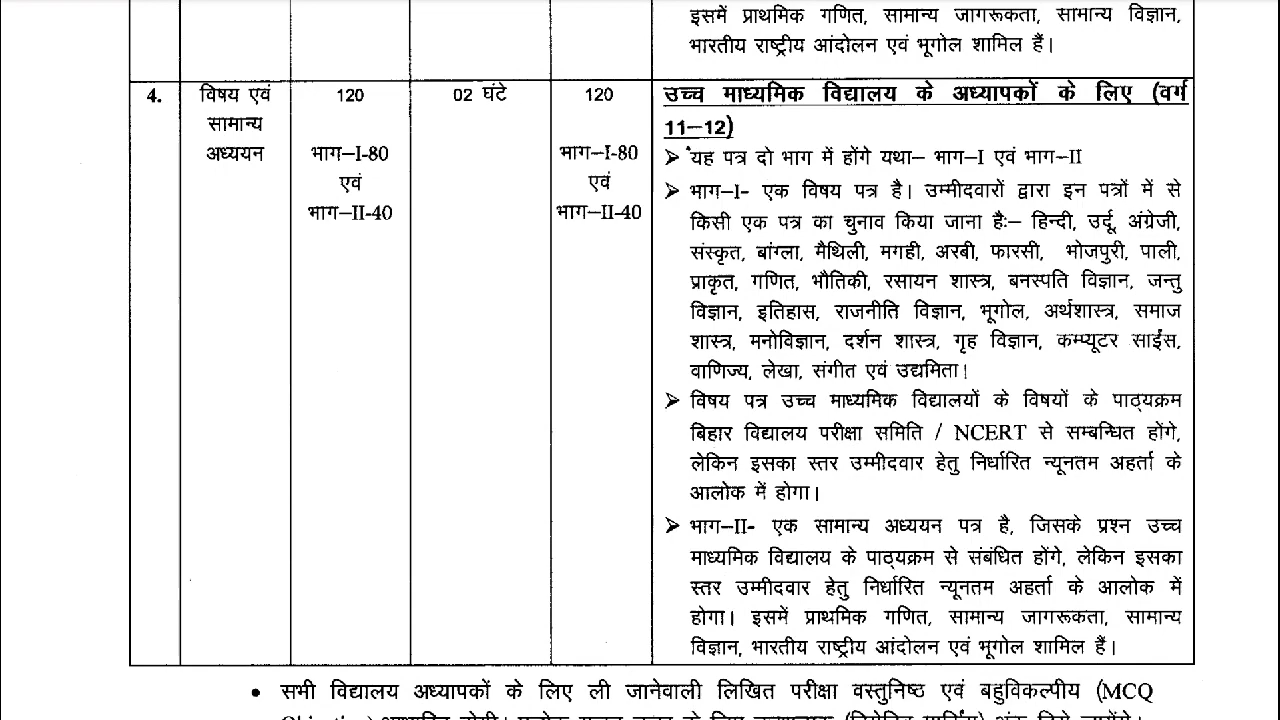 इसमें प्राथमिक गणित, सामान्य जागरूकता, सामान्य विज्ञान,
भारतीय राष्ट्रीय आंदोलन एवं भूगोल शामिल हैं।
4.
विषय एवं
सामान्य
अध्ययन
120
भाग–I-80
एवं
भाग–II-40
02 घंटे
120
भाग–I-80
एवं
भाग–II-40
उच्च माध्यमिक विद्यालय के अध्यापकों के लिए (वर्ग
11–12)
➢ यह पत्र दो भाग में होंगे यथा– भाग–I एवं भाग–II
➢ भाग–I- एक विषय पत्र है। उम्मीदवारों द्वारा इन पत्रों में से
किसी एक पत्र का चुनाव किया जाना हैः– हिन्दी, उर्दू, अंग्रेजी,
संस्कृत, बांग्ला, मैथिली, मगही, अरबी, फारसी, भोजपुरी, पाली,
प्राकृत, गणित, भौतिकी, रसायन शास्त्र, बनस्पति विज्ञान, जन्तु
विज्ञान, इतिहास, राजनीति विज्ञान, भूगोल, अर्थशास्त्र, समाज
शास्त्र, मनोविज्ञान, दर्शन शास्त्र, गृह विज्ञान, कम्प्यूटर साईंस,
वाणिज्य, लेखा, संगीत एवं उद्यमिता।
➢ विषय पत्र उच्च माध्यमिक विद्यालयों के विषयों के पाठ्यक्रम
बिहार विद्यालय परीक्षा समिति / NCERT से सम्बन्धित होंगे,
लेकिन इसका स्तर उम्मीदवार हेतु निर्धारित न्यूनतम अहर्ता के
आलोक में होगा।
➢ भाग–II- एक सामान्य अध्ययन पत्र है, जिसके प्रश्न उच्च
माध्यमिक विद्यालय के पाठ्यक्रम से संबंधित होंगे, लेकिन इसका
स्तर उम्मीदवार हेतु निर्धारित न्यूनतम अहर्ता के आलोक में
होगा। इसमें प्राथमिक गणित, सामान्य जागरूकता, सामान्य
विज्ञान, भारतीय राष्ट्रीय आंदोलन एवं भूगोल शामिल हैं।
• सभी विद्यालय अध्यापकों के लिए ली जानेवाली लिखित परीक्षा वस्तुनिष्ठ एवं बहुविकल्पीय (MCQ